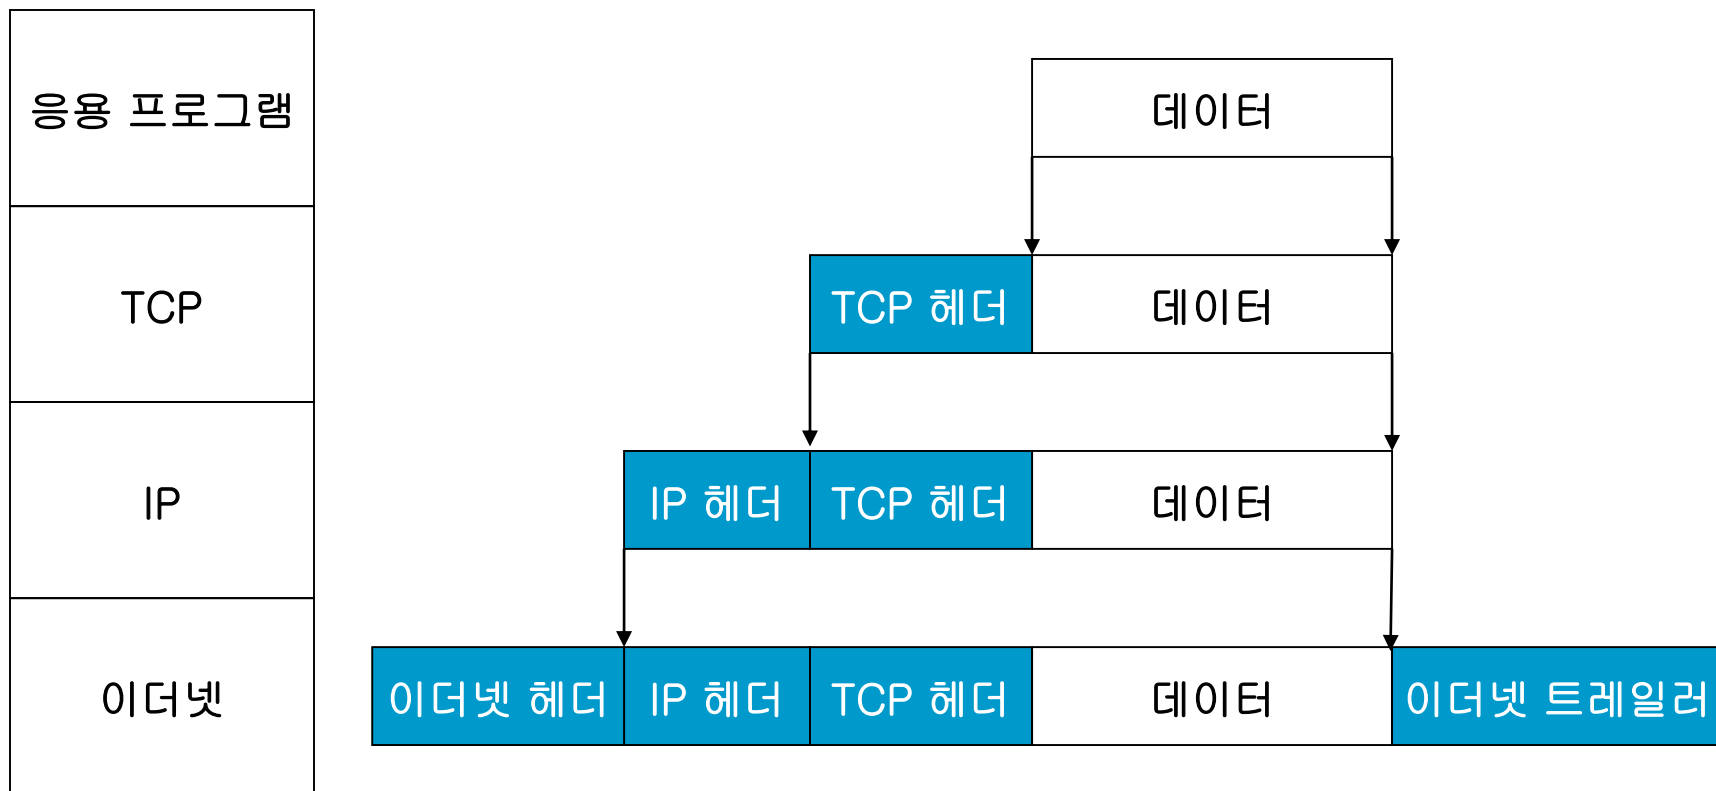 응용 프로그램
데이터
TCP
TCP 헤더
데이터
IP
IP 헤더
TCP 헤더
데이터
이더넷
이더넷 헤더
IP 헤더
TCP 헤더
데이터
이더넷 트레일러